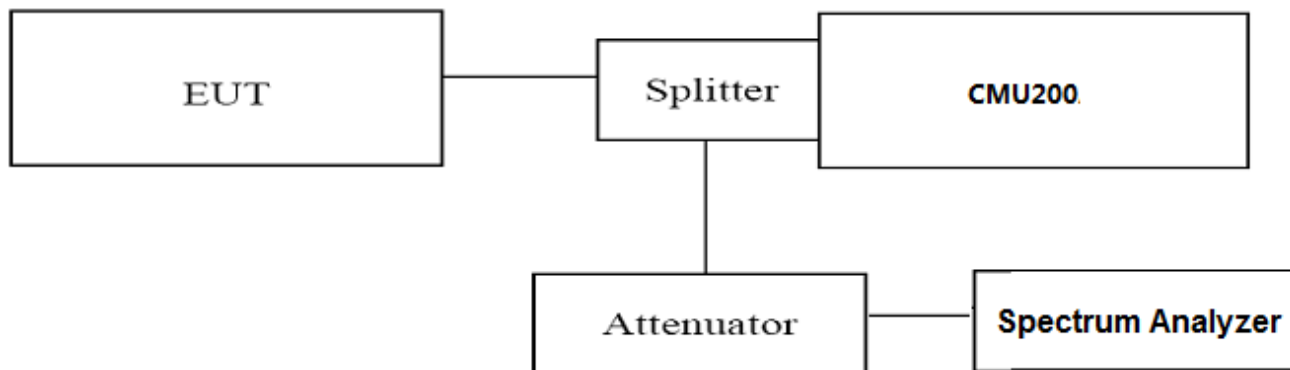 EUT
Splitter
CMU200.
Attenuator
Spectrum Analyzer